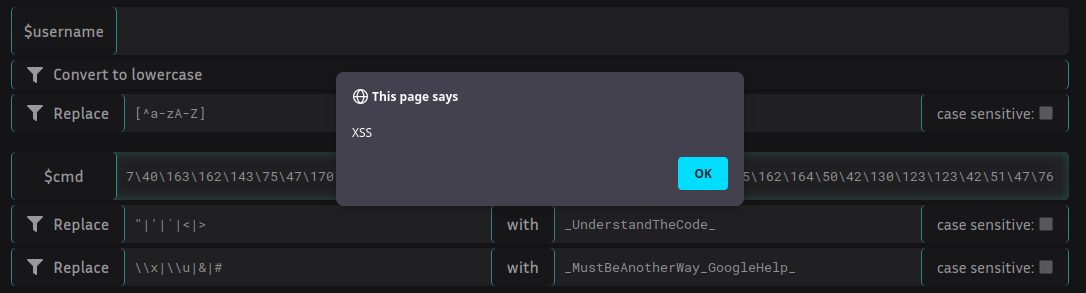 $username
Convert to lowercase
Replace [^a-zA-Z] case sensitive:
This page says
XSS
OK
$cmd 7\40\163\162\143\75\47\170 5\162\164\50\42\130\123\123\42\51\47\76
Replace "|'|`|<|> with _UnderstandTheCode_ case sensitive:
Replace \\x|\\u|&|# with _MustBeAnotherWay_GoogleHelp_ case sensitive: